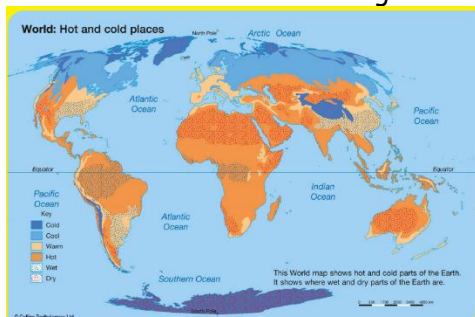 World: Hot and cold places
North Pole
Arctic Ocean
Atlantic
Ocean
Pacific
Ocean
Equator
Equator
Pacific
Ocean
Indian
Ocean
Atlantic
Ocean
Key
Cold
Cool
Warm
Hot
Wet
Dry
Southern Ocean
This World map shows hot and cold parts of the Earth.
It shows where wet and dry parts of the Earth are.
North Pole